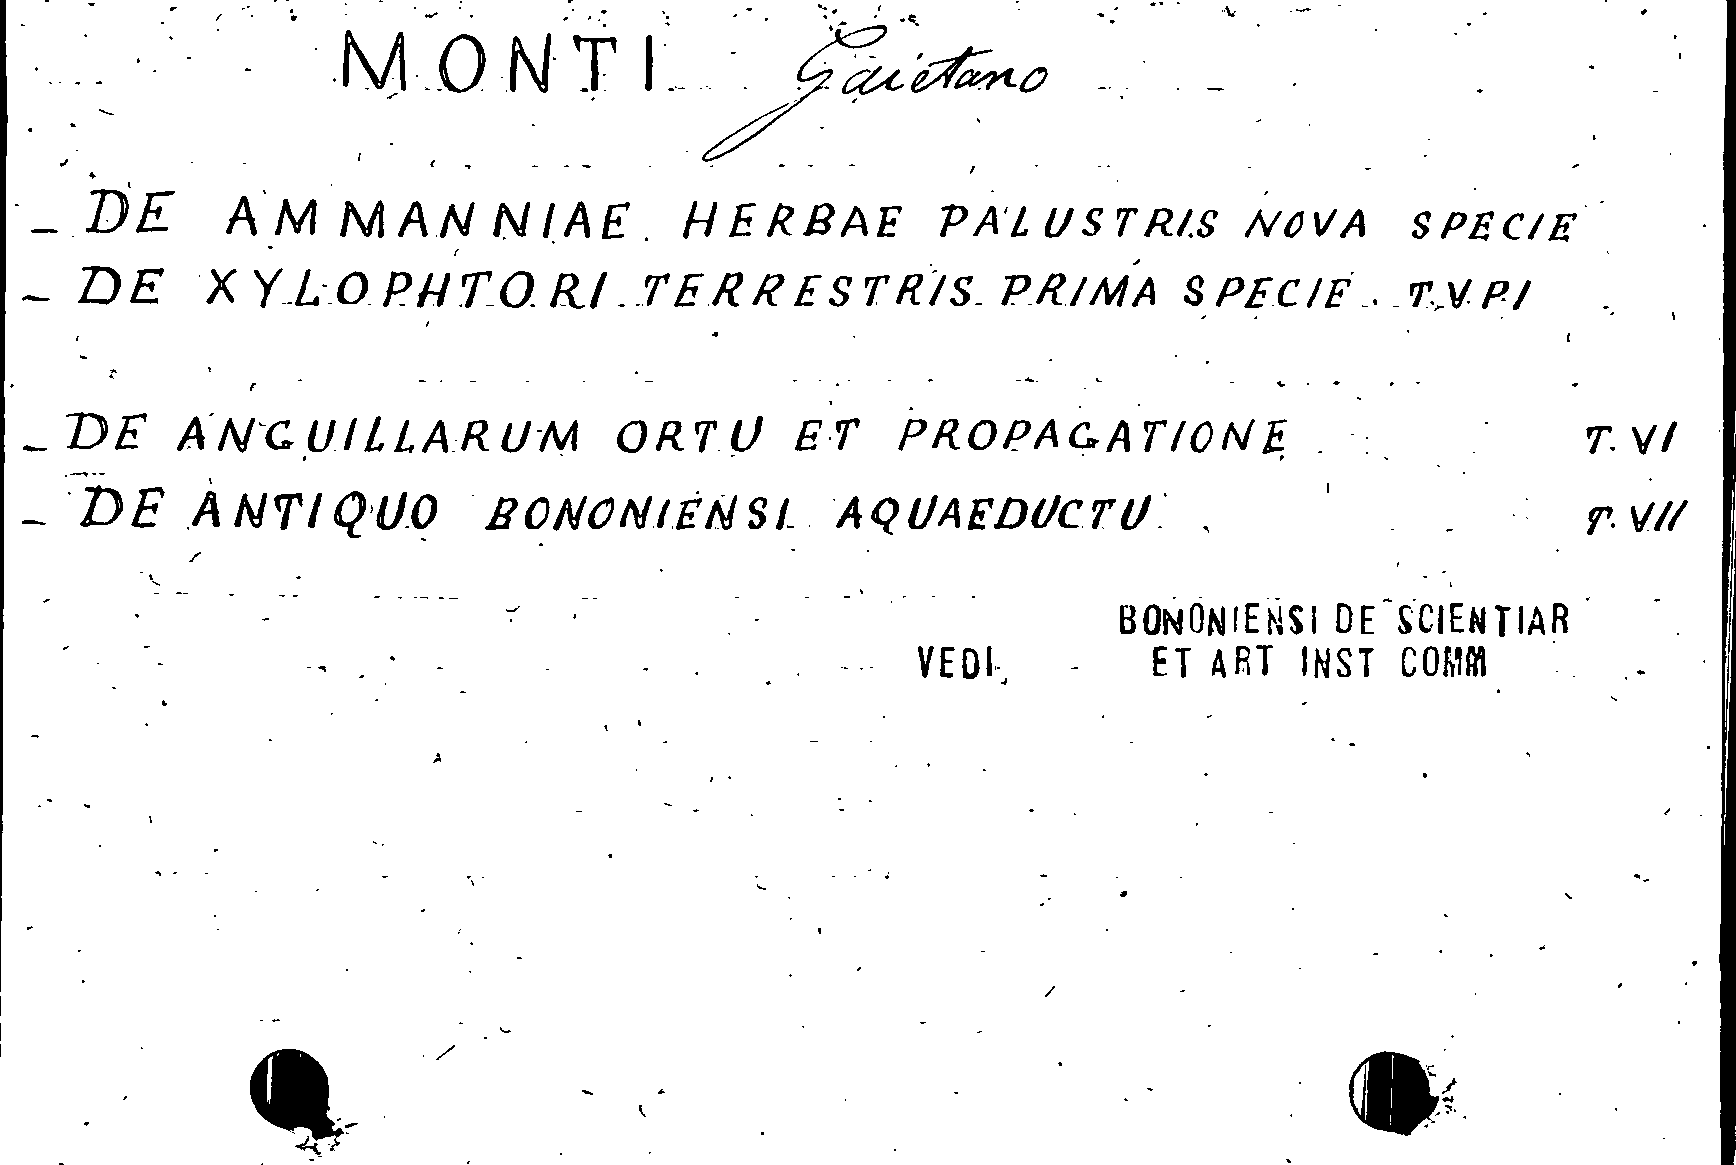 MONTI Gaietano
- DE AMMANNIAE HERBAE PALUSTRIS NOVA SPECIE
- DE XYLOPHTORI TERRESTRIS PRIMA SPECIE. T.V.P.I
- DE ANGUILLARUM ORTU ET PROPAGATIONE T. VI
- DE ANTIQUO BONONIENSI AQUAEDUCTU T. VII
BONONIENSI DE SCIENTIAR
VEDI ET ART INST COMM